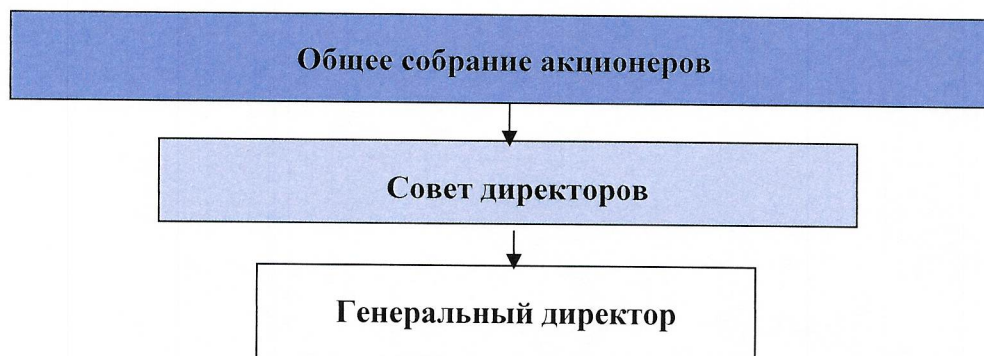 Общее собрание акционеров
Совет директоров
Генеральный директор